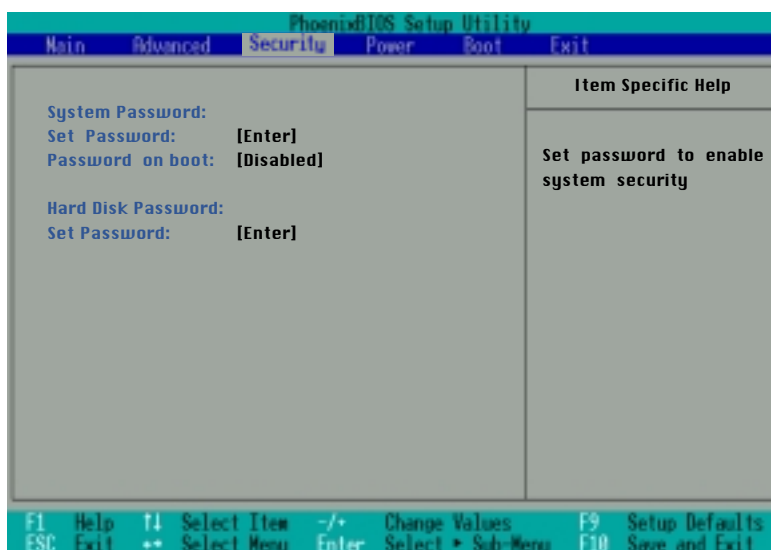 PhoenixBIOS Setup Utility
Main Advanced Security Power Boot Exit
Item Specific Help
System Password:
Set Password: [Enter]
Password on boot: [Disabled]
Set password to enable
system security
Hard Disk Password:
Set Password: [Enter]
F1 Help ↑↓ Select Item -/+ Change Values F9 Setup Defaults
ESC Exit ←→ Select Menu Enter Select ► Sub-Menu F10 Save and Exit